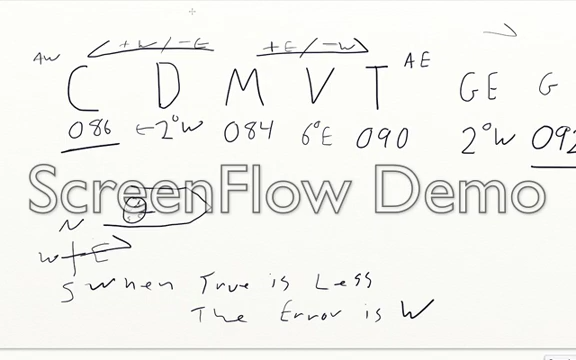 +W/-E +E/-W
AW C D M V T AE GE G
086 ←2°W 084 6°E 090 2°W 092
ScreenFlow Demo
N
W E
S When True is Less
The Error is W